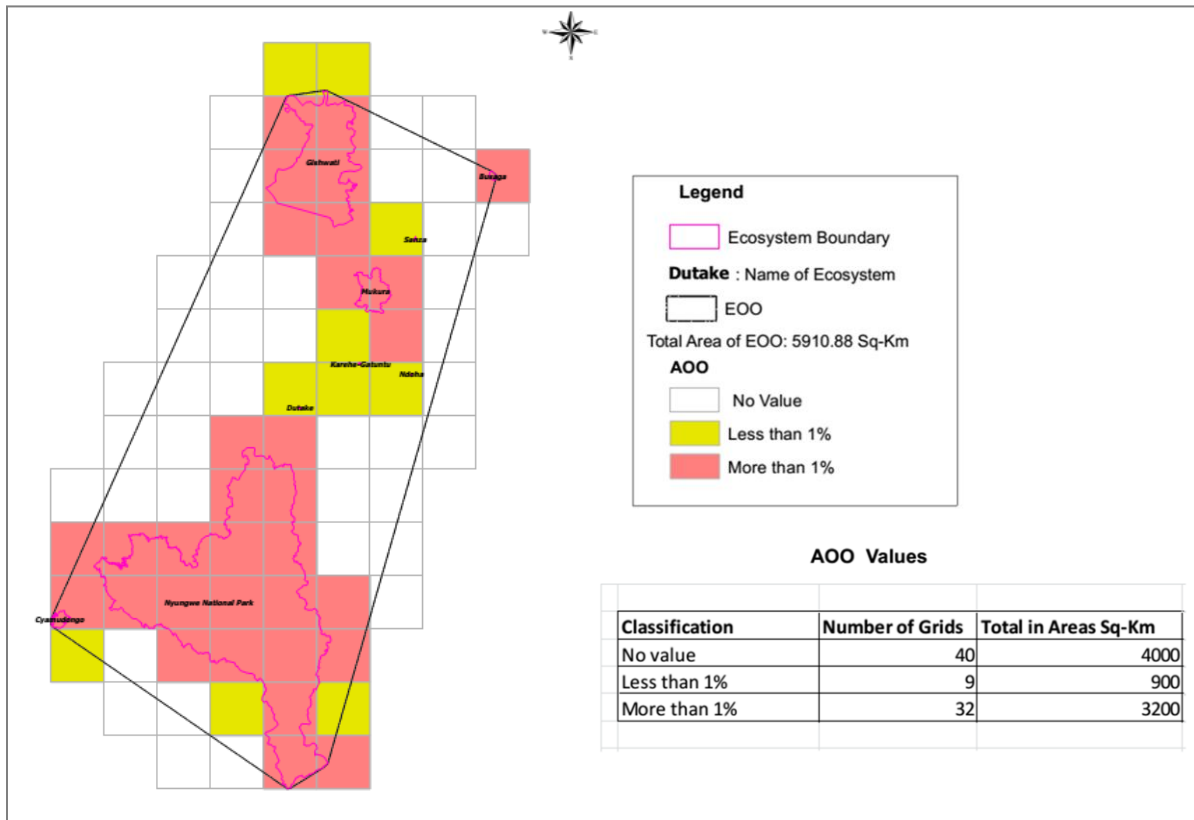 Gishwati
Busaga
Sanza
Mukura
Karehe-Gatuntu
Ndeha
Dutake
Nyungwe National Park
Cyamudongo
Legend
Ecosystem Boundary
Dutake : Name of Ecosystem
EOO
Total Area of EOO: 5910.88 Sq-Km
AOO
No Value
Less than 1%
More than 1%
AOO Values
Classification Number of Grids Total in Areas Sq-Km
No value 40 4000
Less than 1% 9 900
More than 1% 32 3200